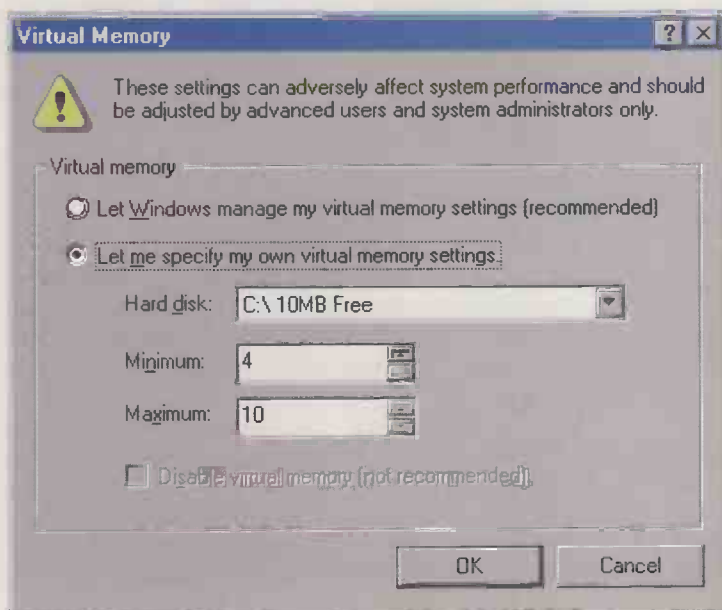 Virtual Memory
These settings can adversely affect system performance and should
be adjusted by advanced users and system administrators only.
Virtual memory
Let Windows manage my virtual memory settings (recommended)
Let me specify my own virtual memory settings.
Hard disk: C:\ 10MB Free
Minimum: 4
Maximum: 10
Disable virtual memory (not recommended).
OK Cancel